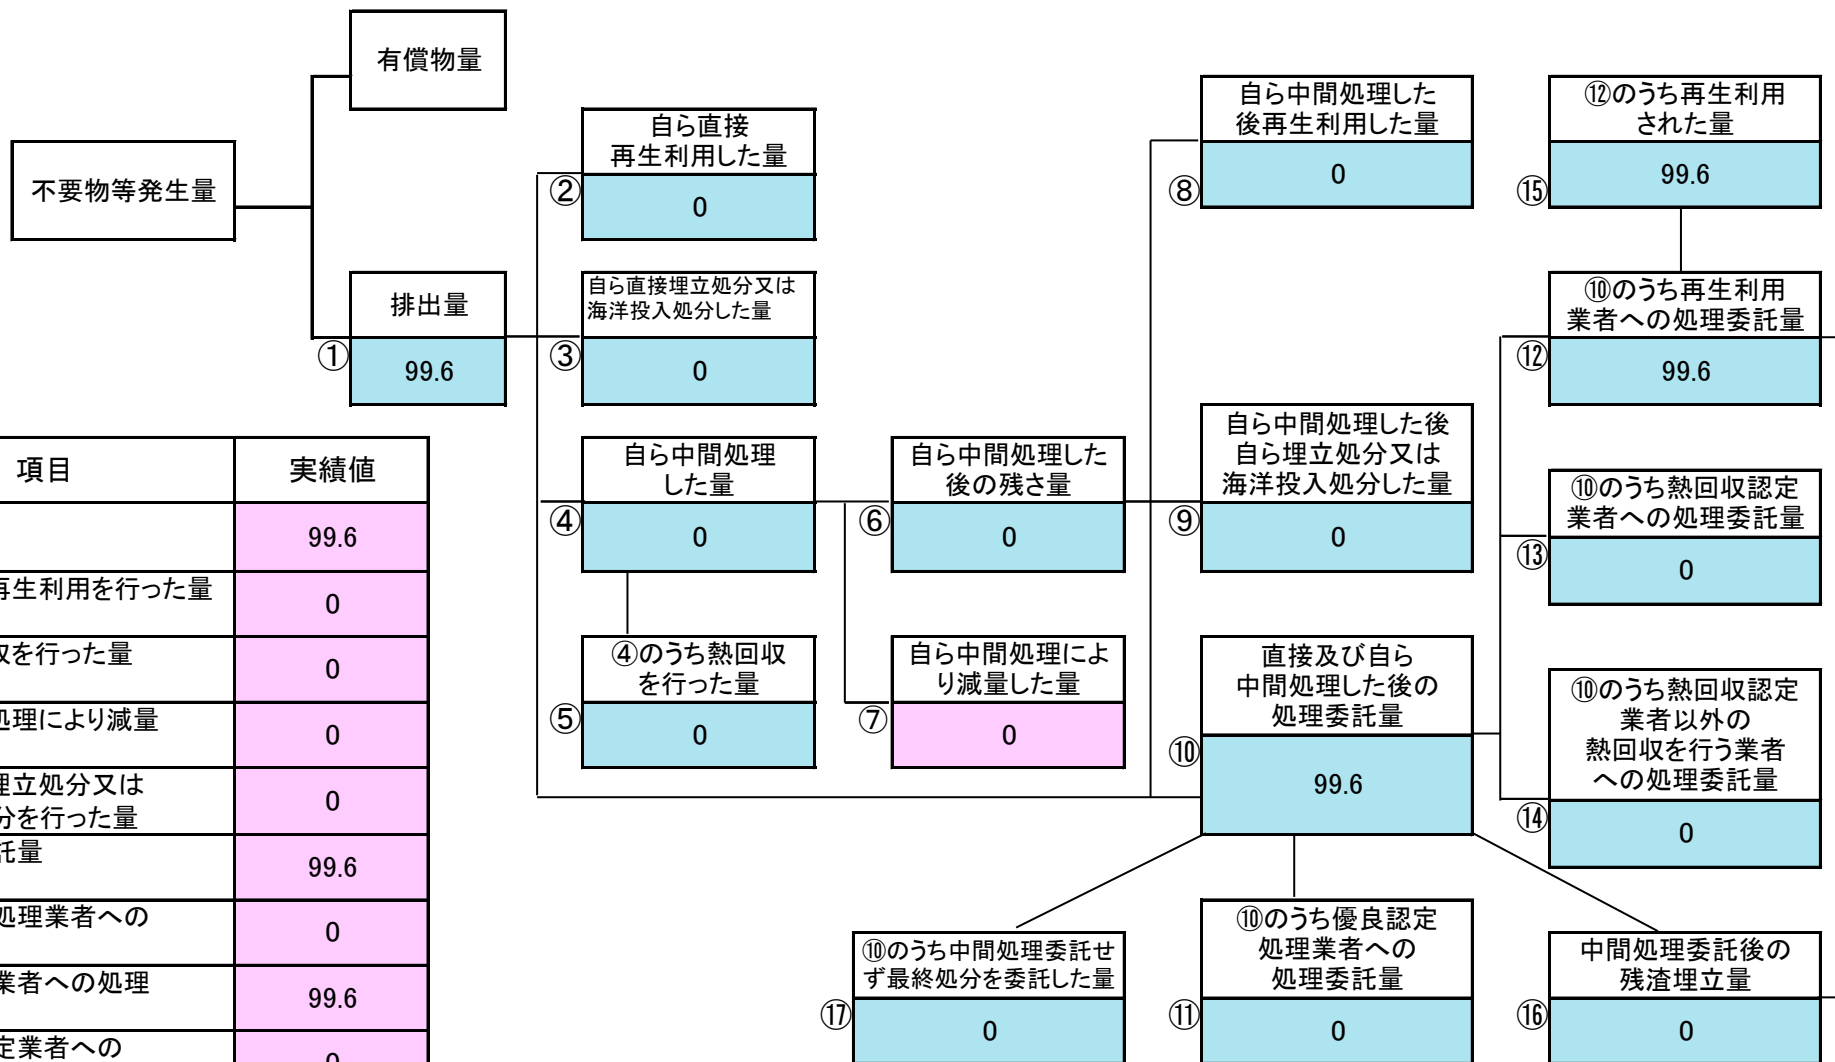 有償物量
不要物等発生量
排出量
①
99.6
自ら直接
再生利用した量
②
0
自ら直接埋立処分又は
海洋投入処分した量
③
0
自ら中間処理
した量
④
0
④のうち熱回収
を行った量
⑤
0
自ら中間処理した
後の残さ量
⑥
0
自ら中間処理によ
り減量した量
⑦
0
自ら中間処理した
後再生利用した量
⑧
0
自ら中間処理した後
自ら埋立処分又は
海洋投入処分した量
⑨
0
直接及び自ら
中間処理した後の
処理委託量
⑩
99.6
⑫のうち再生利用
された量
⑮
99.6
⑩のうち再生利用
業者への処理委託量
⑫
99.6
⑩のうち熱回収認定
業者への処理委託量
⑬
0
⑩のうち熱回収認定
業者以外の
熱回収を行う業者
への処理委託量
⑭
0
⑩のうち中間処理委託せ
ず最終処分を委託した量
⑰
0
⑩のうち優良認定
処理業者への
処理委託量
⑪
0
中間処理委託後の
残渣埋立量
⑯
0
項目
実績値
99.6
再生利用を行った量
0
を行った量
0
処理により減量
0
埋立処分又は
分を行った量
0
託量
99.6
処理業者への
0
業者への処理
99.6
定業者への
0